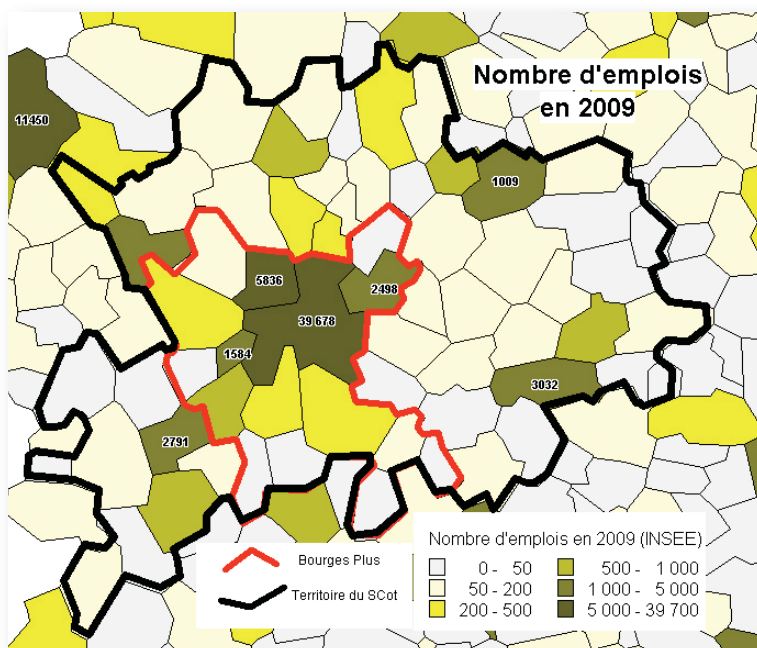 Nombre d'emplois
en 2009
11450
1009
5836
2498
39 678
1584
3032
2791
Bourges Plus
Territoire du SCot
Nombre d'emplois en 2009 (INSEE)
0 - 50
500 - 1 000
50 - 200
1 000 - 5 000
200 - 500
5 000 - 39 700